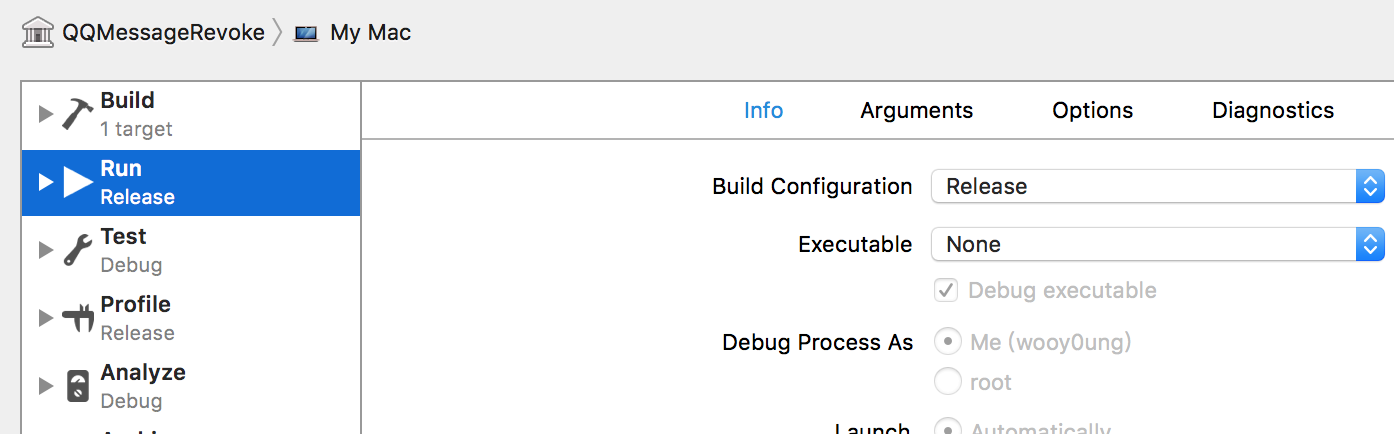 QQMessageRevoke My Mac
Build
1 target
Run
Release
Test
Debug
Profile
Release
Analyze
Debug
Info Arguments Options Diagnostics
Build Configuration Release
Executable None
Debug executable
Debug Process As Me (wooy0ung)
root
Launch Automatically